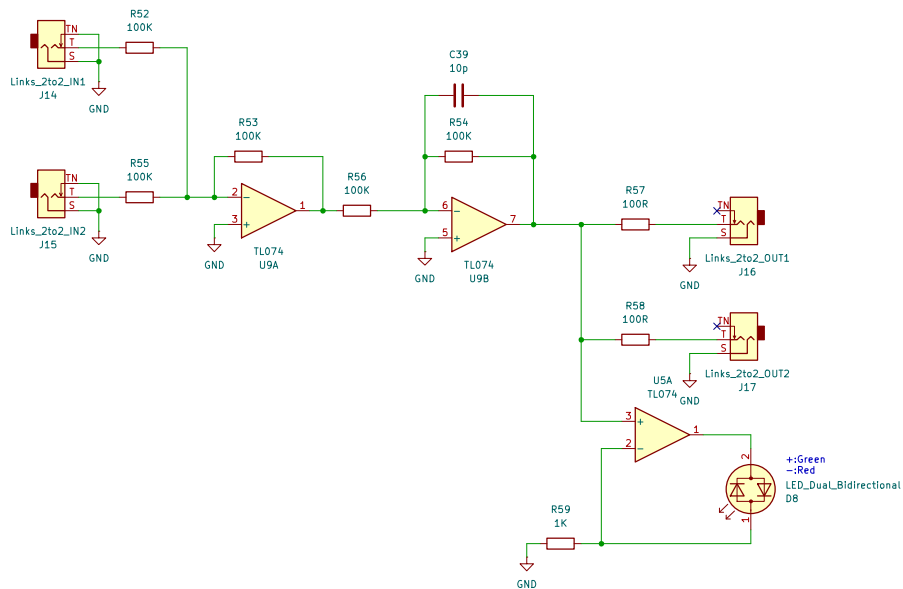 R52
100K
TN
T
S
Links_2to2_IN1
J14
GND
C39
10p
R54
100K
R53
100K
R55
100K
TN
T
S
Links_2to2_IN2
J15
GND
2
−
3
+
1
GND
TL074
U9A
R56
100K
6
−
5
+
7
GND
TL074
U9B
R57
100R
TN
T
S
Links_2to2_OUT1
J16
GND
R58
100R
TN
T
S
Links_2to2_OUT2
J17
GND
U5A
TL074
3
+
2
−
1
2
1
+:Green
−:Red
LED_Dual_Bidirectional
D8
R59
1K
GND